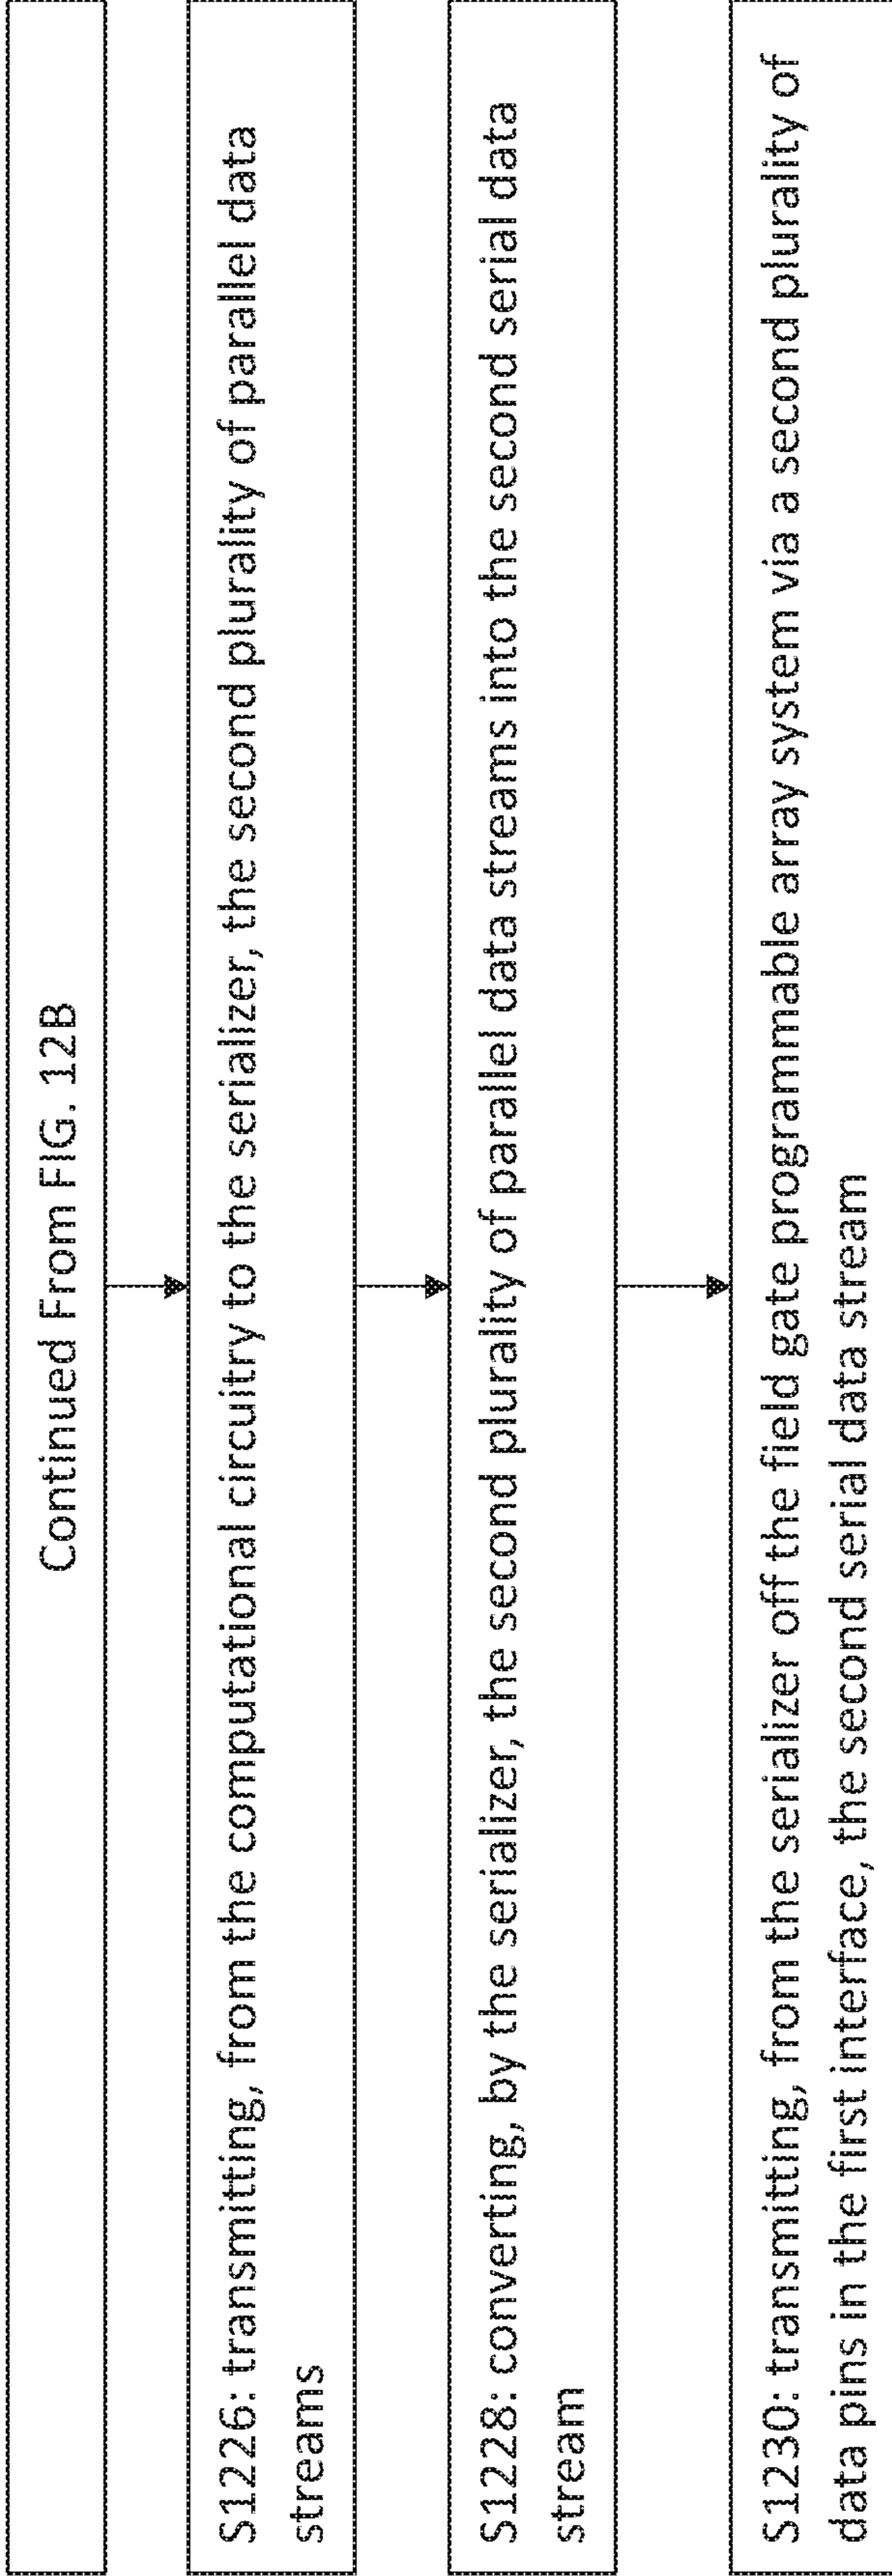 Continued From FIG. 12B
S1226: transmitting, from the computational circuitry to the serializer, the second plurality of parallel data
streams
S1228: converting, by the serializer, the second plurality of parallel data streams into the second serial data
stream
S1230: transmitting, from the serializer off the field gate programmable array system via a second plurality of
data pins in the first interface, the second serial data stream